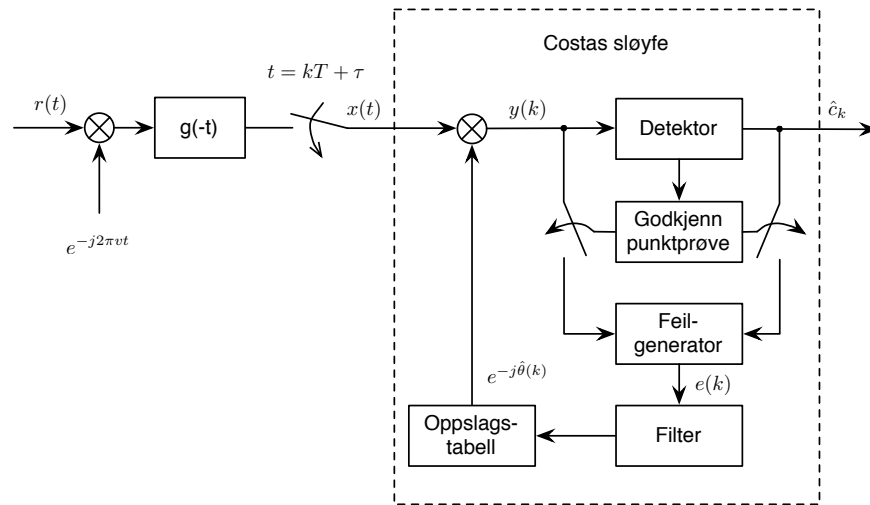 Costas sløyfe
t = kT + τ
r(t)
g(-t)
x(t)
y(k)
Detektor
ĉ_k
e^{-j2πvt}
Godkjenn
punktprøve
Feil-
generator
e^{-jθ̂(k)}
e(k)
Oppslags-
tabell
Filter